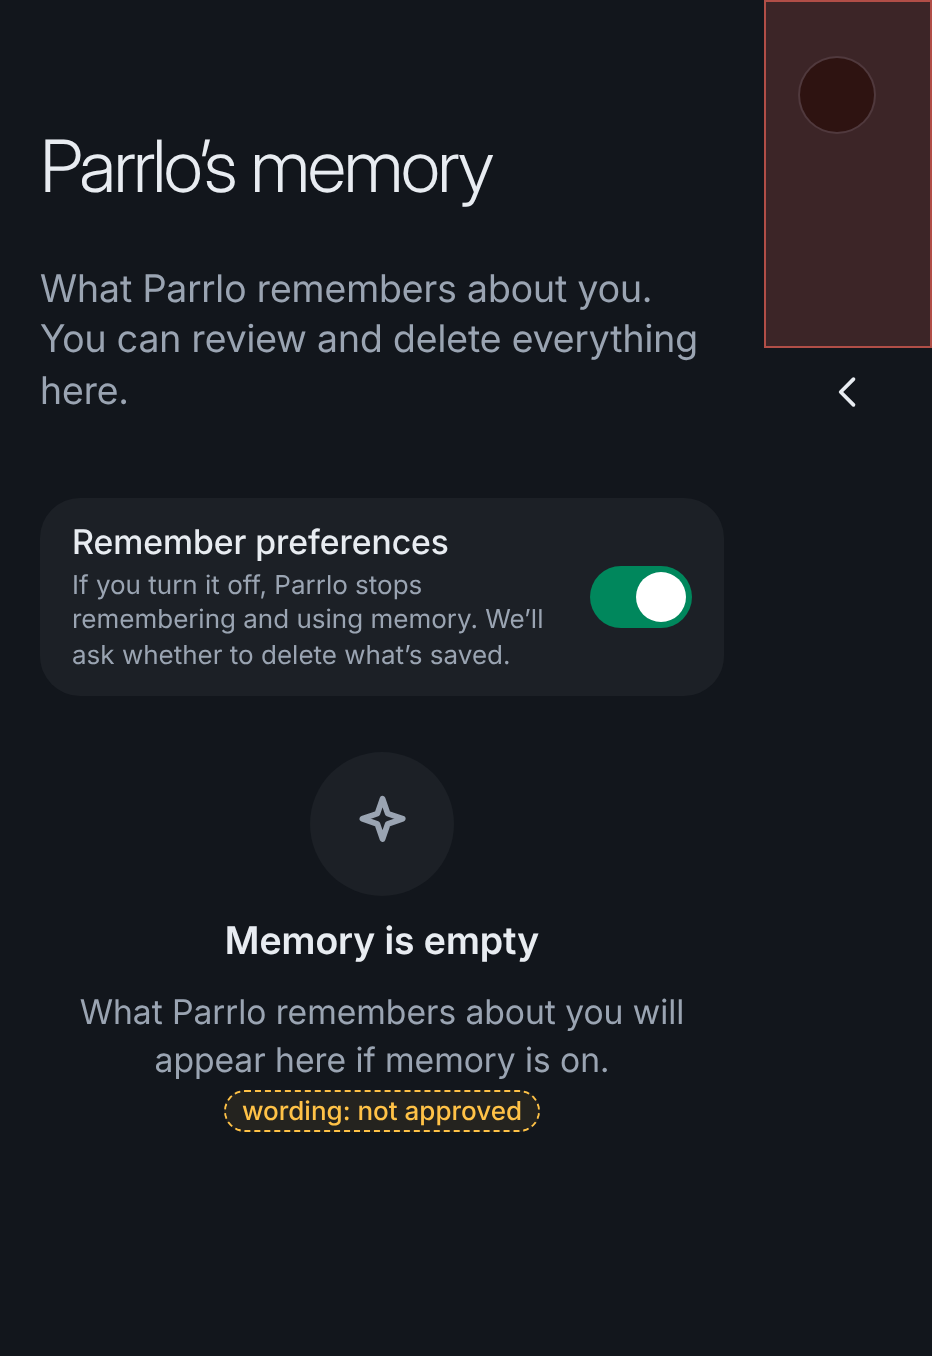 Parrlo’s memory
What Parrlo remembers about you.
You can review and delete everything
here.
Remember preferences
If you turn it off, Parrlo stops
remembering and using memory. We’ll
ask whether to delete what’s saved.
Memory is empty
What Parrlo remembers about you will
appear here if memory is on.
wording: not approved